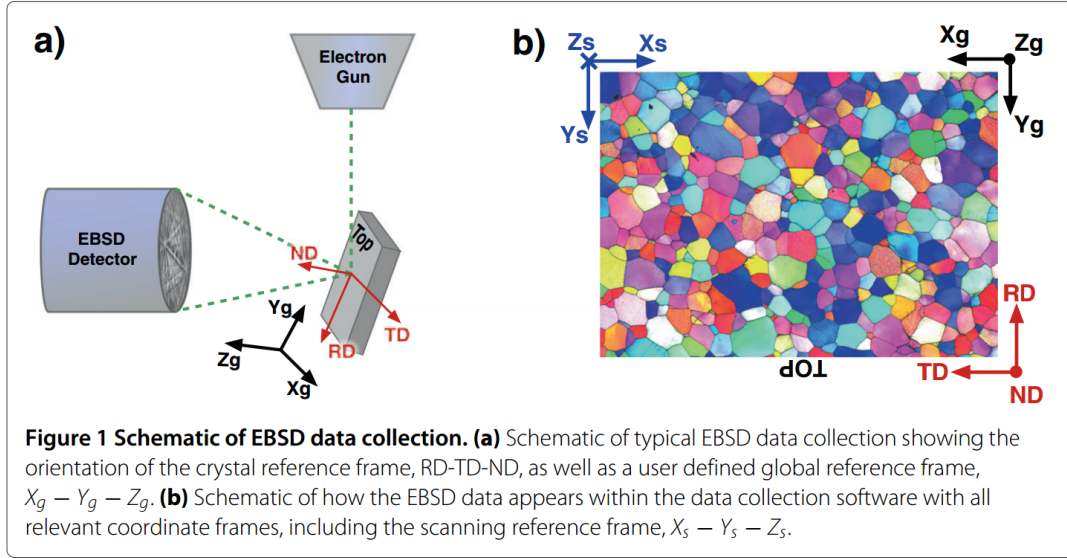 a)
Electron
Gun
EBSD
Detector
Top
ND
TD
RD
Yg
Zg
Xg
b)
Zs
Xs
Ys
Xg
Zg
Yg
TOP
RD
TD
ND
Figure 1 Schematic of EBSD data collection. (a) Schematic of typical EBSD data collection showing the
orientation of the crystal reference frame, RD-TD-ND, as well as a user defined global reference frame,
Xg − Yg − Zg. (b) Schematic of how the EBSD data appears within the data collection software with all
relevant coordinate frames, including the scanning reference frame, Xs − Ys − Zs.